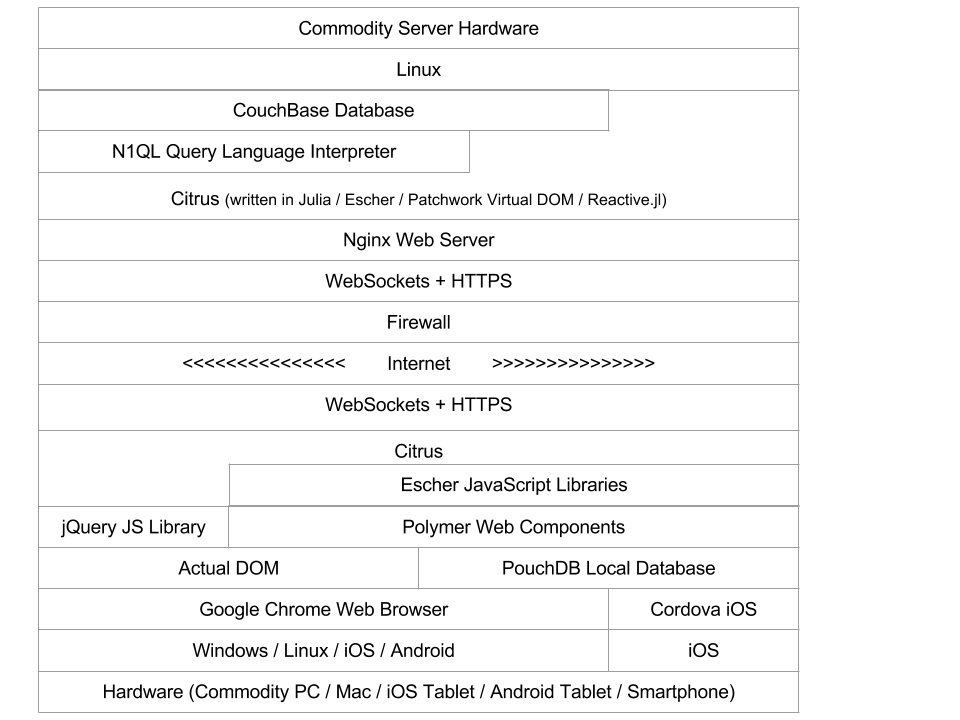 Commodity Server Hardware
Linux
CouchBase Database
N1QL Query Language Interpreter
Citrus (written in Julia / Escher / Patchwork Virtual DOM / Reactive.jl)
Nginx Web Server
WebSockets + HTTPS
Firewall
<<<<<<<<<<<<<<< Internet >>>>>>>>>>>>>>>
WebSockets + HTTPS
Citrus
Escher JavaScript Libraries
jQuery JS Library Polymer Web Components
Actual DOM PouchDB Local Database
Google Chrome Web Browser Cordova iOS
Windows / Linux / iOS / Android iOS
Hardware (Commodity PC / Mac / iOS Tablet / Android Tablet / Smartphone)